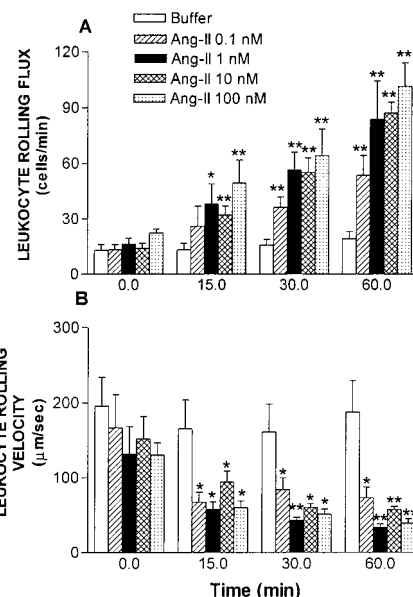 A
Buffer
Ang-II 0.1 nM
Ang-II 1 nM
Ang-II 10 nM
Ang-II 100 nM
LEUKOCYTE ROLLING FLUX
(cells/min)
120
90
60
30
0
* ** **
** ** ** **
** ** ** **
0.0 15.0 30.0 60.0
B
LEUKOCYTE ROLLING
VELOCITY
(µm/sec)
300
200
100
0
* * * *
* ** * *
* ** ** **
0.0 15.0 30.0 60.0
Time (min)